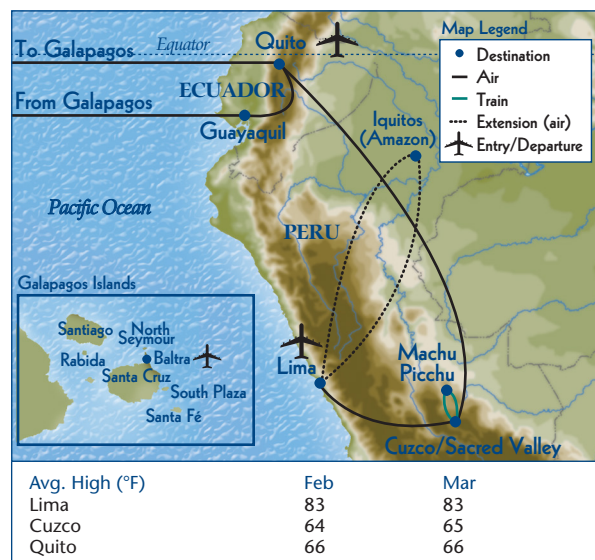 To Galapagos
Equator
Quito
Map Legend
Destination
Air
Train
Extension (air)
Entry/Departure
From Galapagos
ECUADOR
Guayaquil
Iquitos
(Amazon)
Pacific Ocean
PERU
Galapagos Islands
Santiago
North
Seymour
Rabida
Baltra
Santa Cruz
South Plaza
Santa Fé
Lima
Machu
Picchu
Cuzco/Sacred Valley
Avg. High (°F) Feb Mar
Lima 83 83
Cuzco 64 65
Quito 66 66